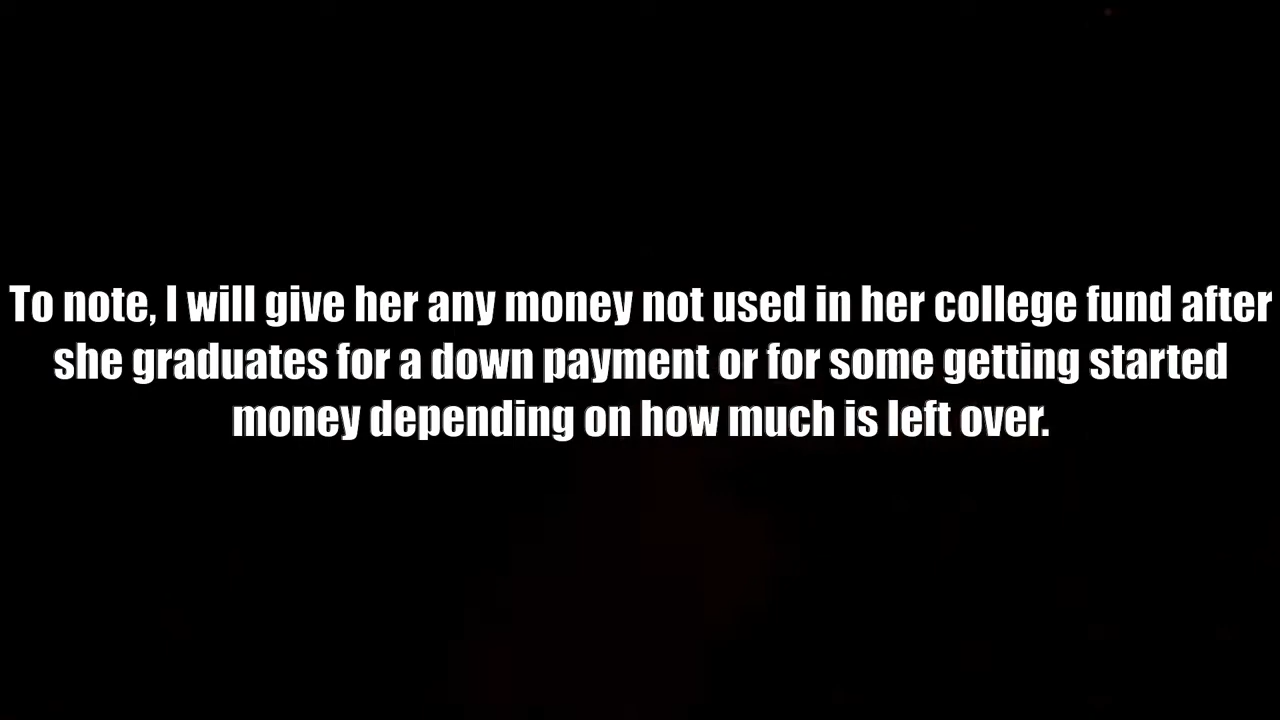 To note, I will give her any money not used in her college fund after
she graduates for a down payment or for some getting started
money depending on how much is left over.